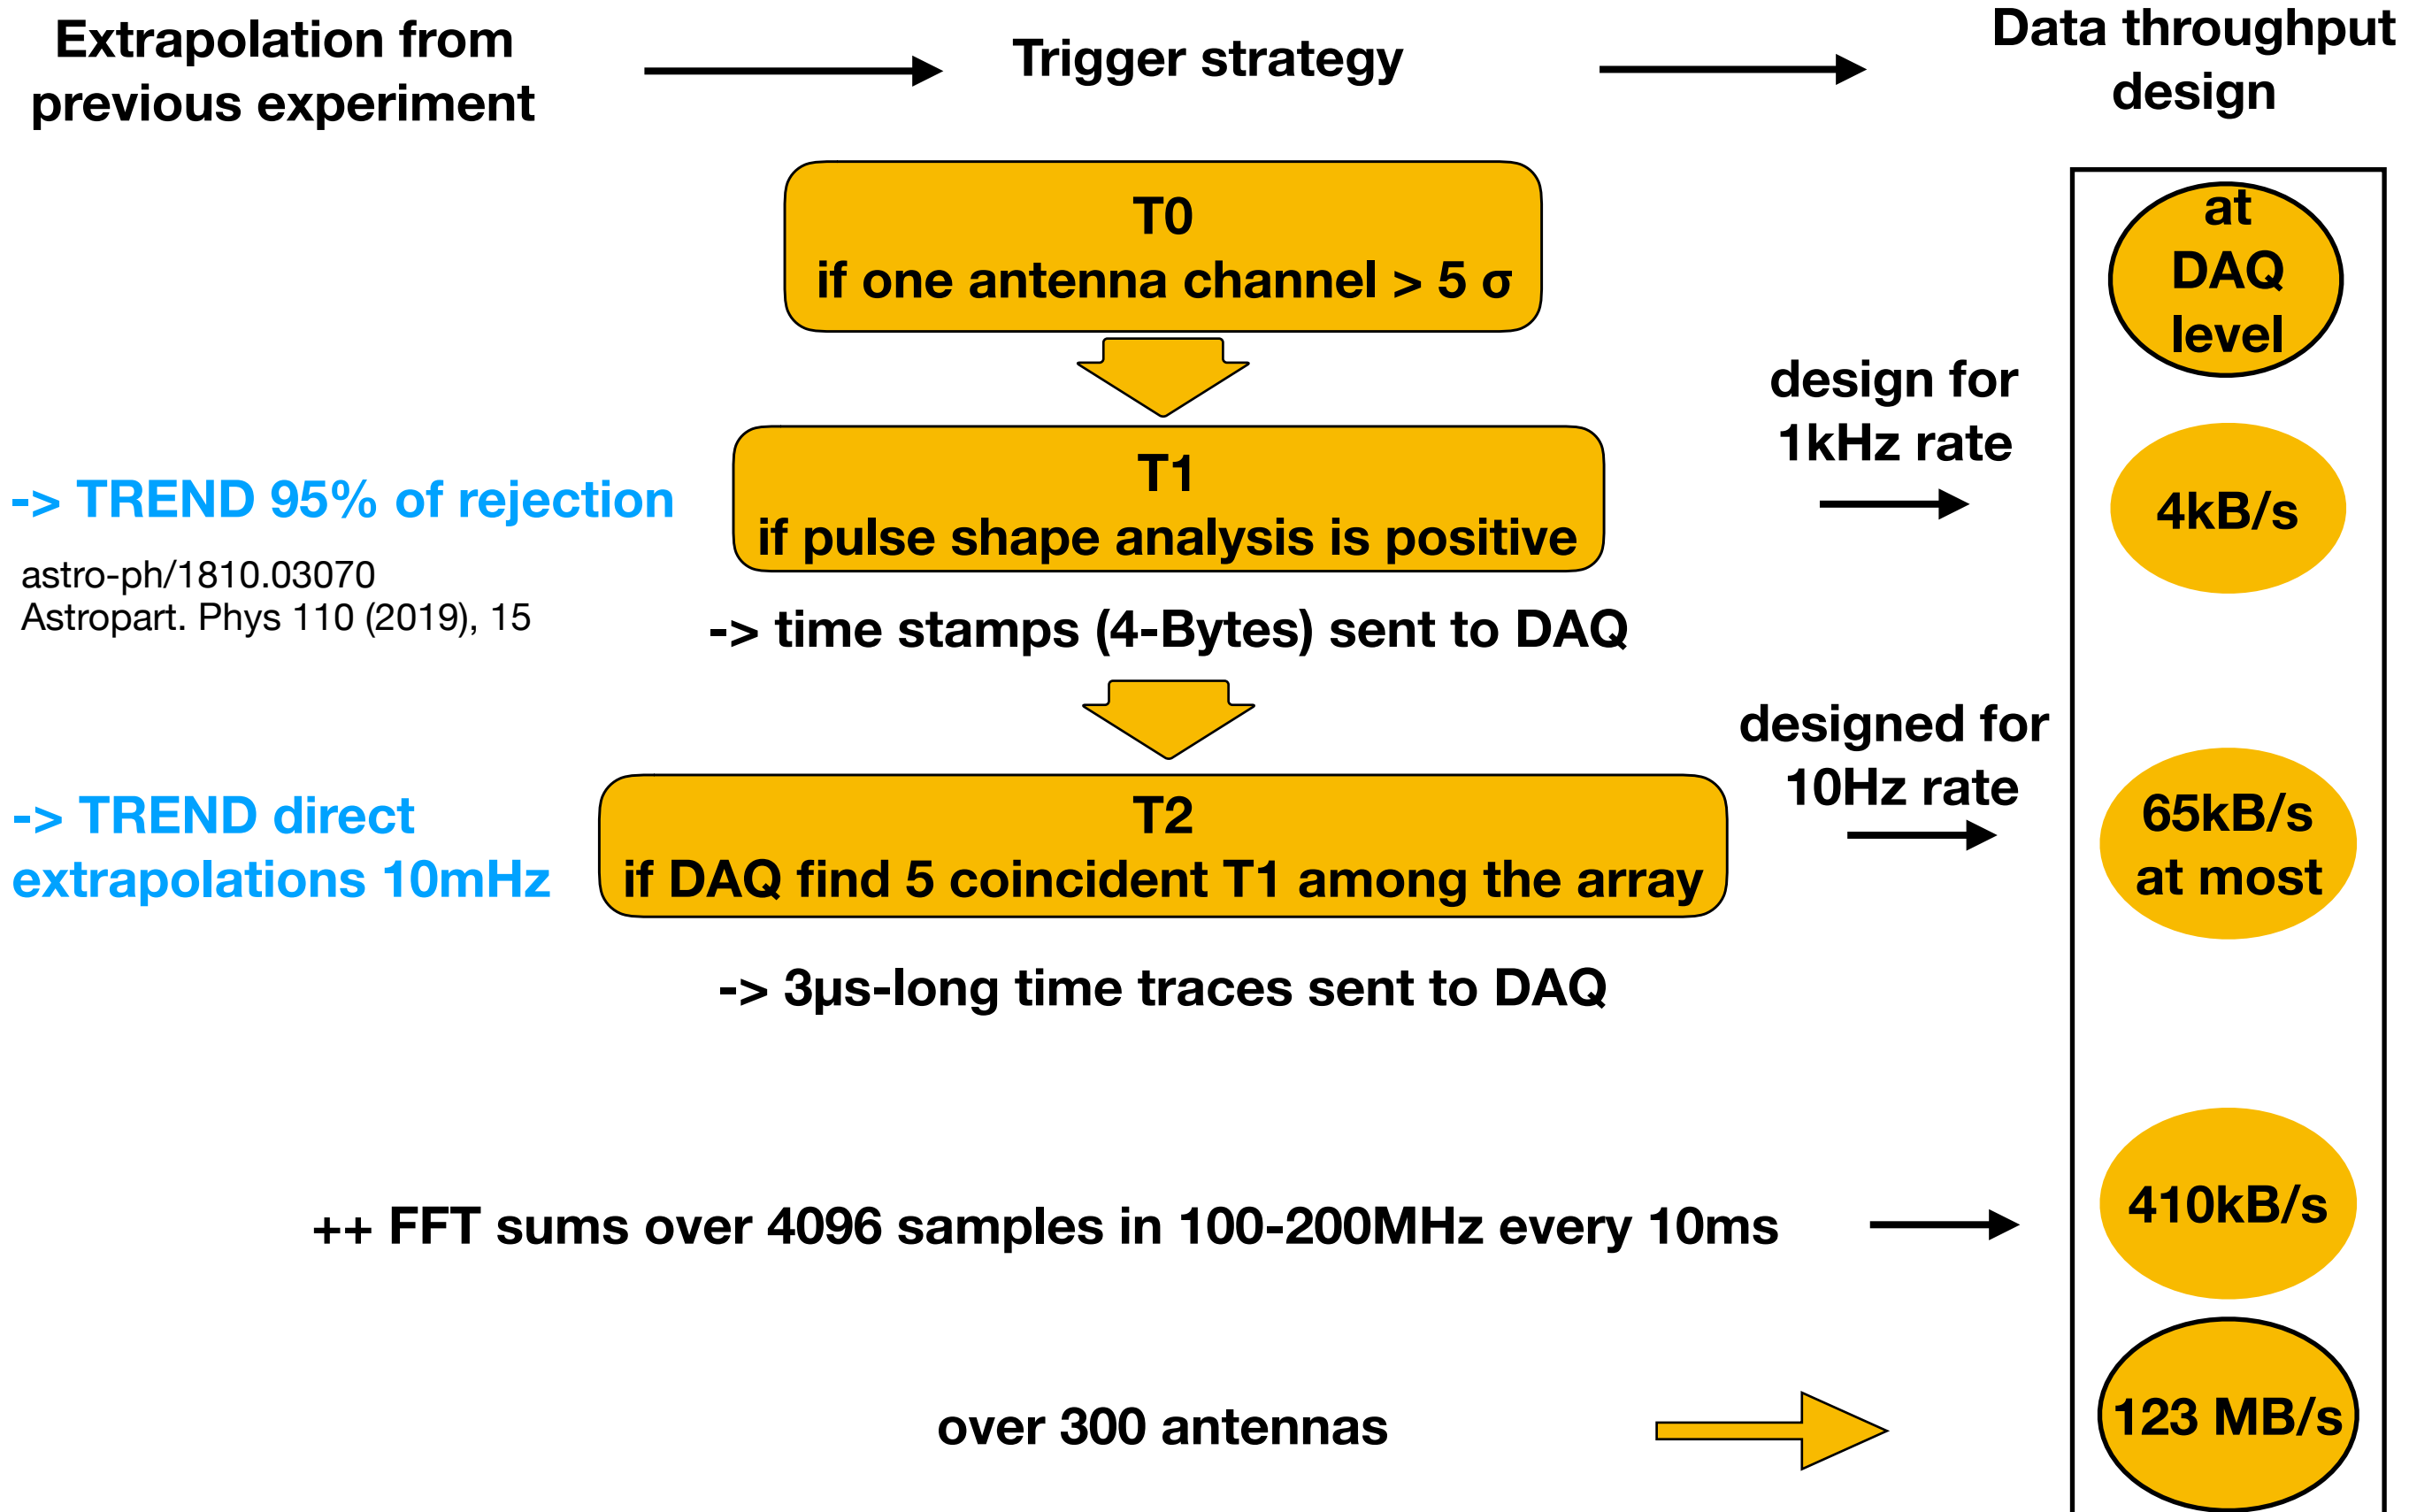 Extrapolation from
previous experiment
Trigger strategy
Data throughput
design
T0
if one antenna channel > 5 σ
at
DAQ
level
design for
1kHz rate
-> TREND 95% of rejection
astro-ph/1810.03070
Astropart. Phys 110 (2019), 15
T1
if pulse shape analysis is positive
4kB/s
-> time stamps (4-Bytes) sent to DAQ
designed for
10Hz rate
-> TREND direct
extrapolations 10mHz
T2
if DAQ find 5 coincident T1 among the array
65kB/s
at most
-> 3µs-long time traces sent to DAQ
++ FFT sums over 4096 samples in 100-200MHz every 10ms
410kB/s
over 300 antennas
123 MB/s